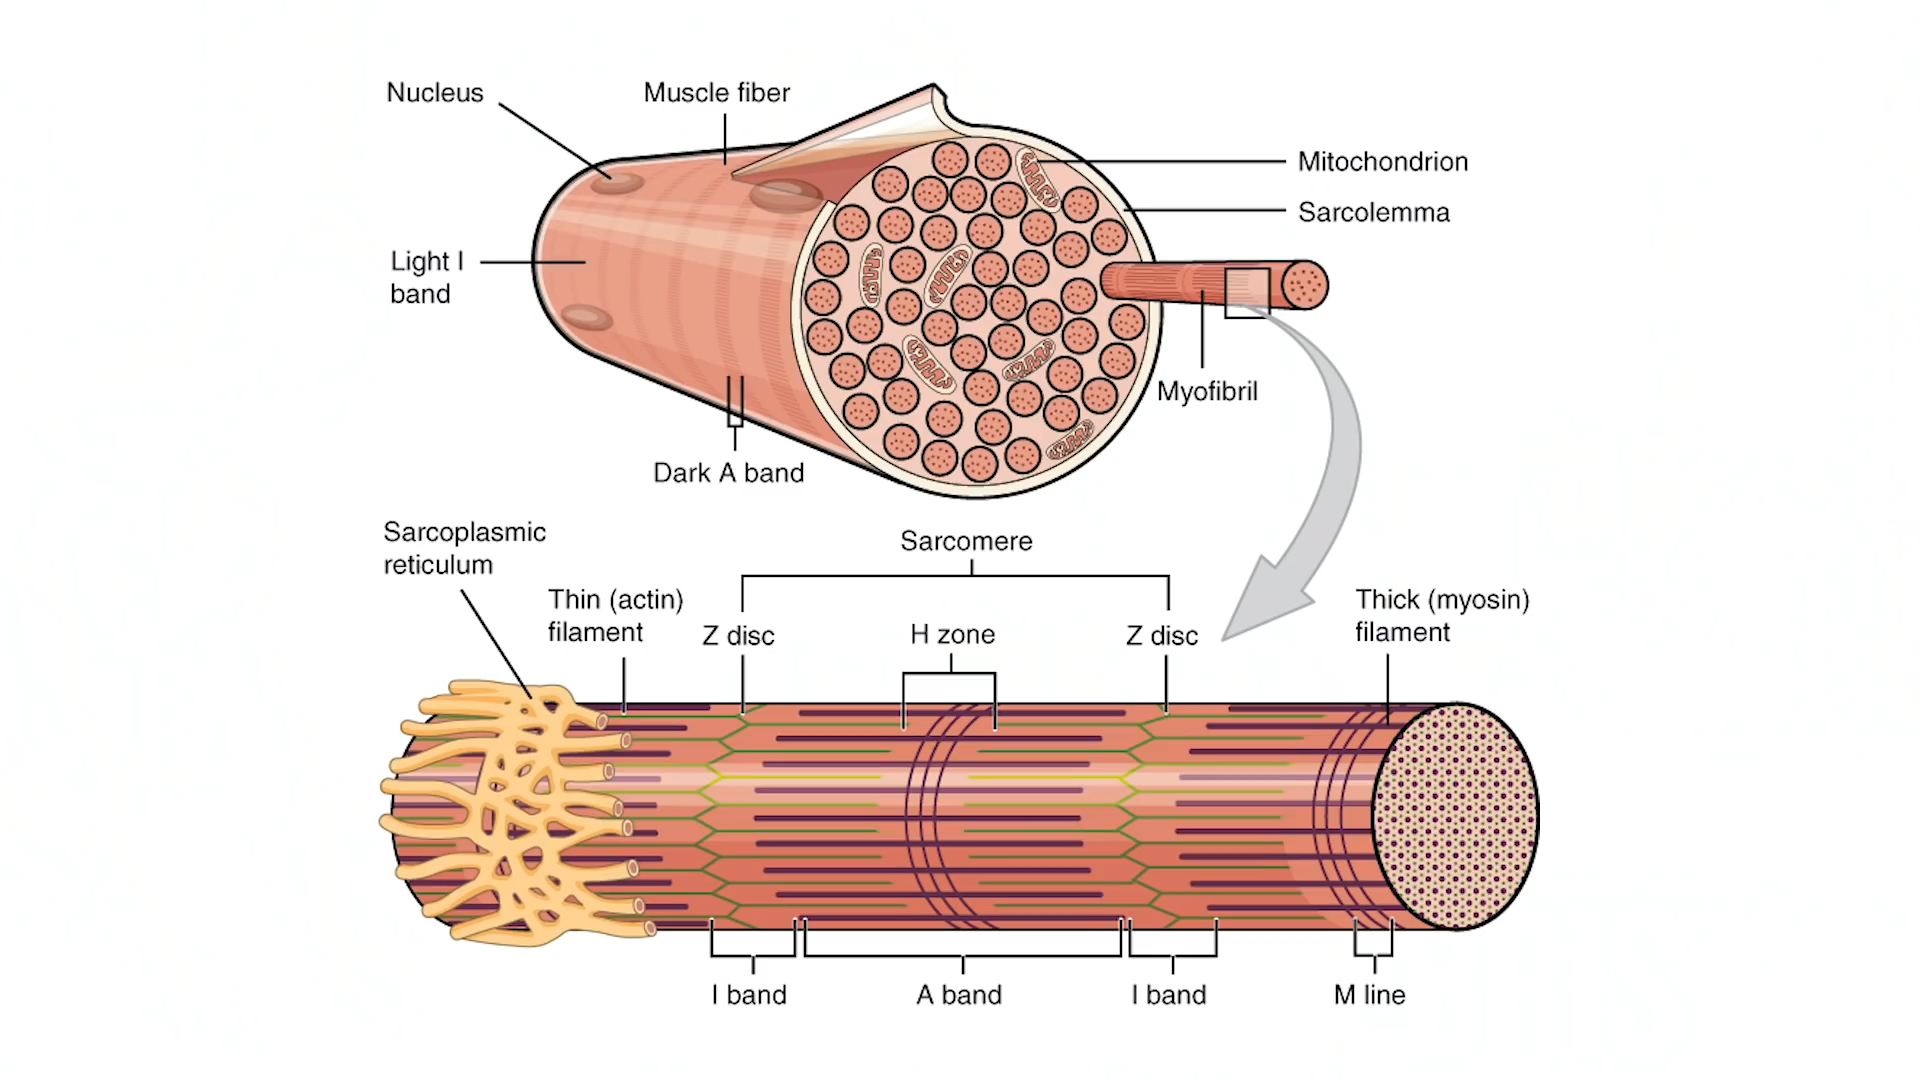 Nucleus
Muscle fiber
Mitochondrion
Sarcolemma
Light I
band
Myofibril
Dark A band
Sarcoplasmic
reticulum
Sarcomere
Thin (actin)
filament
Z disc
H zone
Z disc
Thick (myosin)
filament
I band
A band
I band
M line